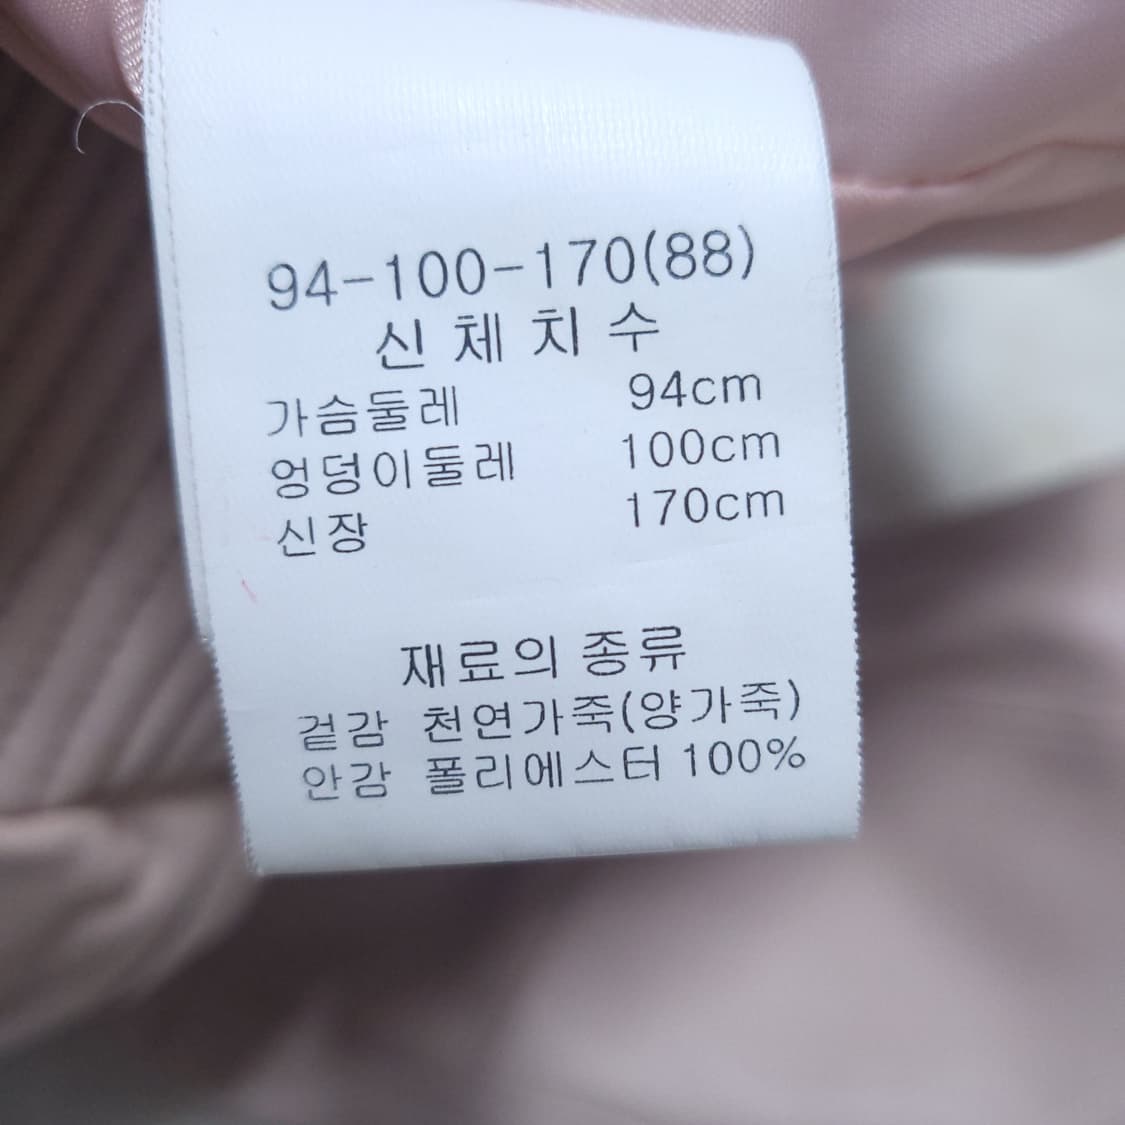 94-100-170(88)
신 체 치 수
가슴둘레 94cm
엉덩이둘레 100cm
신장 170cm
재료의 종류
겉감 천연가죽(양가죽)
안감 폴리에스터 100%